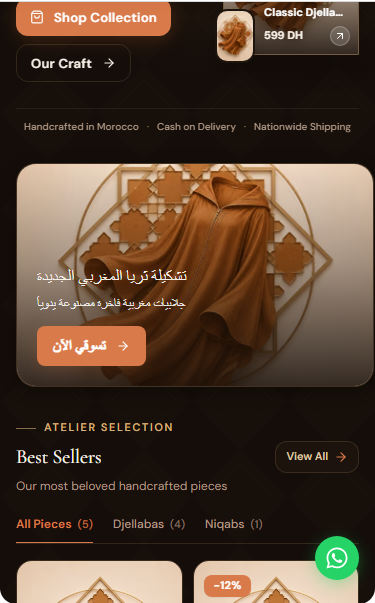 Shop Collection
Classic Djella...
599 DH
Our Craft
Handcrafted in Morocco · Cash on Delivery · Nationwide Shipping
تشكيلة ثريا المغربي الجديدة
جلابيات مغربية فاخرة مصنوعة يدوياً
تسوقي الآن
ATELIER SELECTION
Best Sellers
View All
Our most beloved handcrafted pieces
All Pieces (5) Djellabas (4) Niqabs (1)
-12%